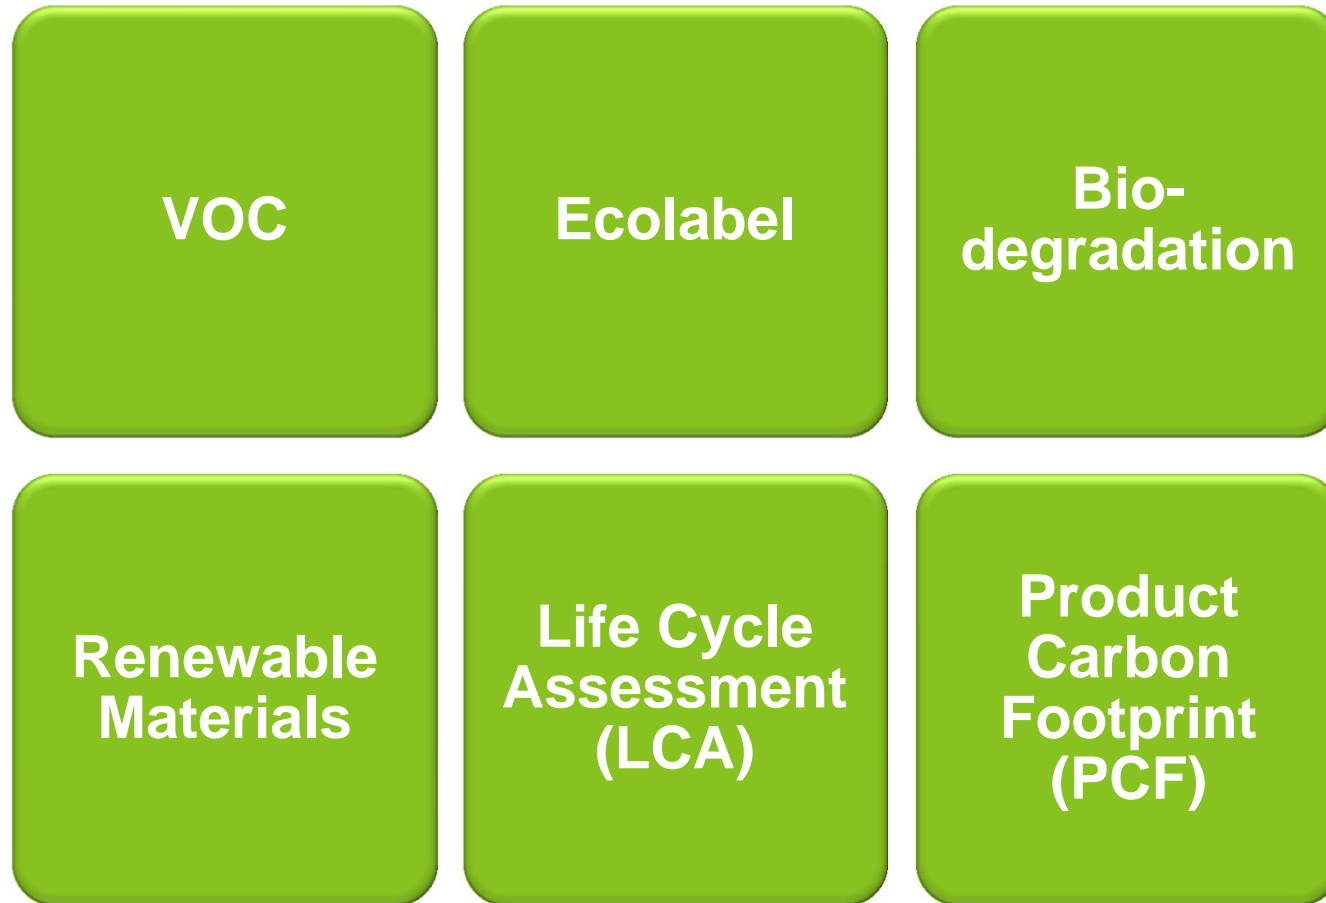 VOC
Ecolabel
Bio-
degradation
Renewable
Materials
Life Cycle
Assessment
(LCA)
Product
Carbon
Footprint
(PCF)